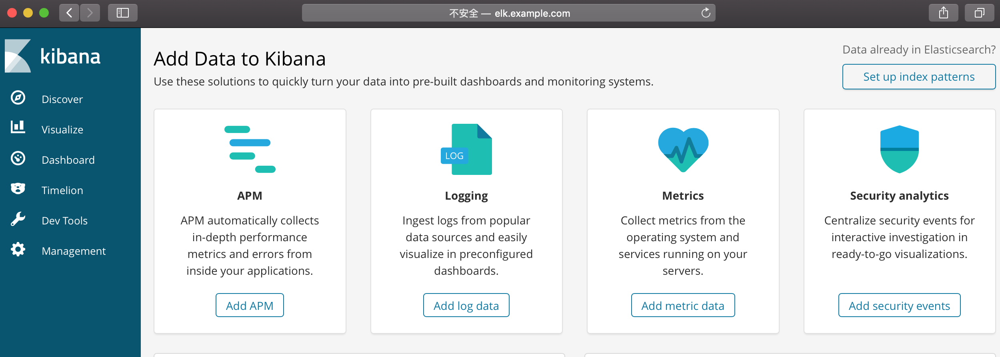 不安全 — elk.example.com
kibana
Discover
Visualize
Dashboard
Timelion
Dev Tools
Management
Add Data to Kibana
Use these solutions to quickly turn your data into pre-built dashboards and monitoring systems.
Data already in Elasticsearch?
Set up index patterns
APM
APM automatically collects
in-depth performance
metrics and errors from
inside your applications.
Add APM
LOG
Logging
Ingest logs from popular
data sources and easily
visualize in preconfigured
dashboards.
Add log data
Metrics
Collect metrics from the
operating system and
services running on your
servers.
Add metric data
Security analytics
Centralize security events for
interactive investigation in
ready-to-go visualizations.
Add security events